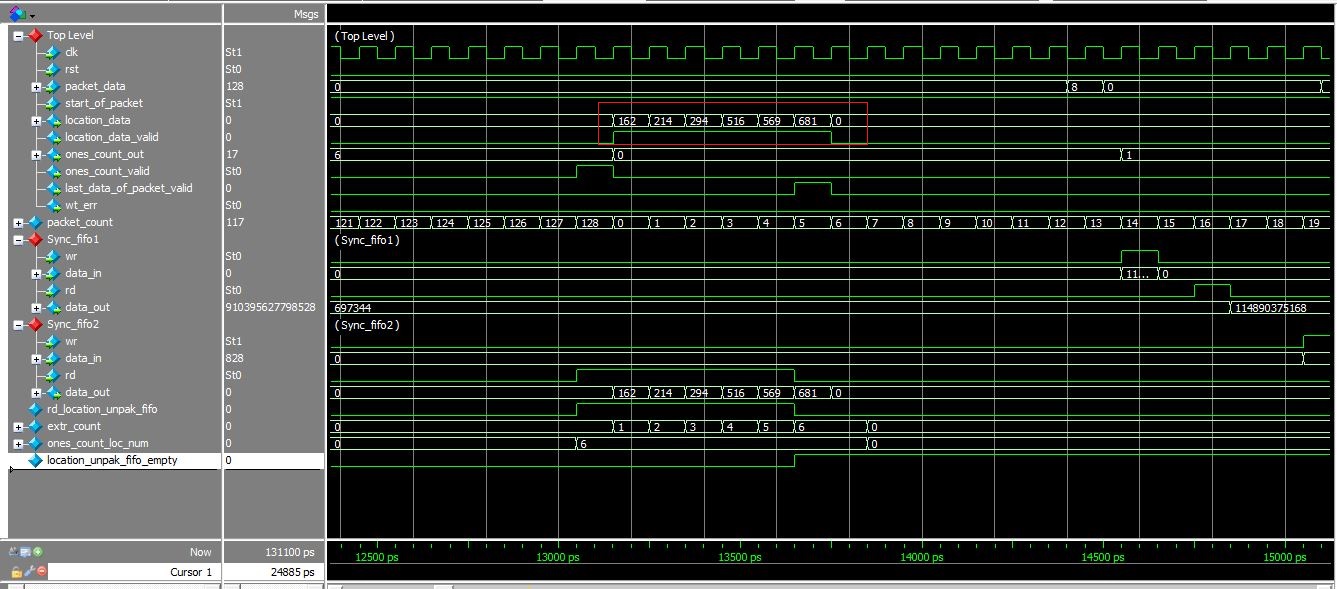 Msgs
Top Level (Top Level)
clk St1
rst St0
packet_data 128 0 8 0
start_of_packet St1
location_data 0 0 162 214 294 516 569 681 0
location_data_valid 0
ones_count_out 17 6 0 1
ones_count_valid St0
last_data_of_packet_valid 0
wt_err St0
packet_count 117 121 122 123 124 125 126 127 128 0 1 2 3 4 5 6 7 8 9 10 11 12 13 14 15 16 17 18 19
Sync_fifo1 (Sync_fifo1)
wr St0
data_in 0 0 11... 0
rd St0
data_out 910395627798528 697344 114890375168
Sync_fifo2 (Sync_fifo2)
wr St1
data_in 828 0
rd St0
data_out 0 0 162 214 294 516 569 681 0
rd_location_unpak_fifo 0
extr_count 0 0 1 2 3 4 5 6 0
ones_count_loc_num 0 0 6 0
location_unpak_fifo_empty 0
Now 131100 ps 12500 ps 13000 ps 13500 ps 14000 ps 14500 ps 15000 ps
Cursor 1 24885 ps